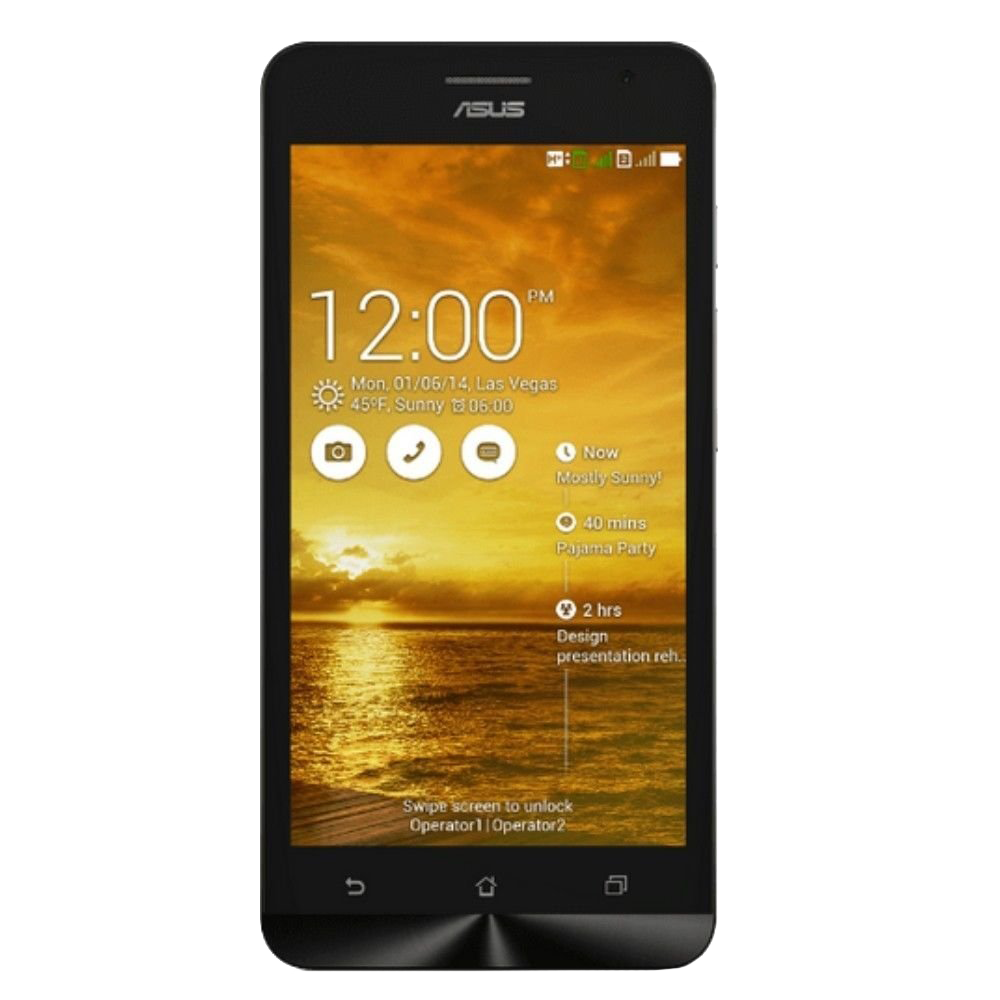 ASUS
H+
12:00 PM
Mon, 01/06/14, Las Vegas
45ºF, Sunny 06:00
Now
Mostly Sunny!
40 mins
Pajama Party
2 hrs
Design
presentation reh..
Swipe screen to unlock
Operator1 | Operator2